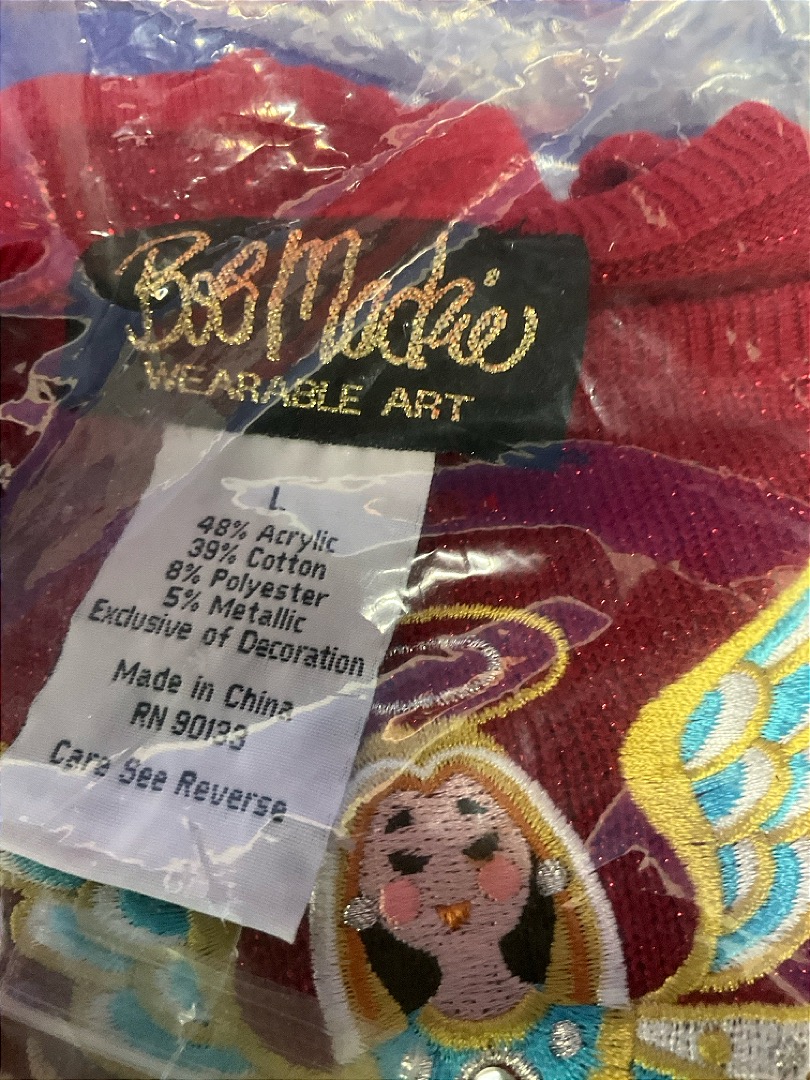 Bob Mackie
WEARABLE ART
L
48% Acrylic
39% Cotton
8% Polyester
5% Metallic
Exclusive of Decoration
Made in China
RN 90133
Care See Reverse